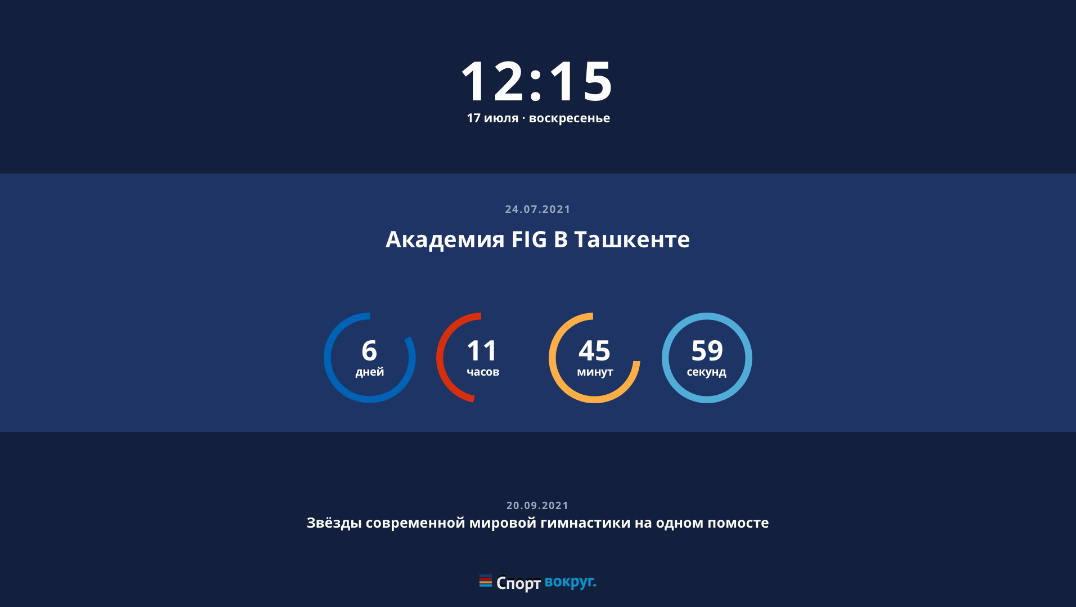 12:15
17 июля · воскресенье
24.07.2021
Академия FIG В Ташкенте
6
дней
11
часов
45
минут
59
секунд
20.09.2021
Звёзды современной мировой гимнастики на одном помосте
Спорт вокруг.